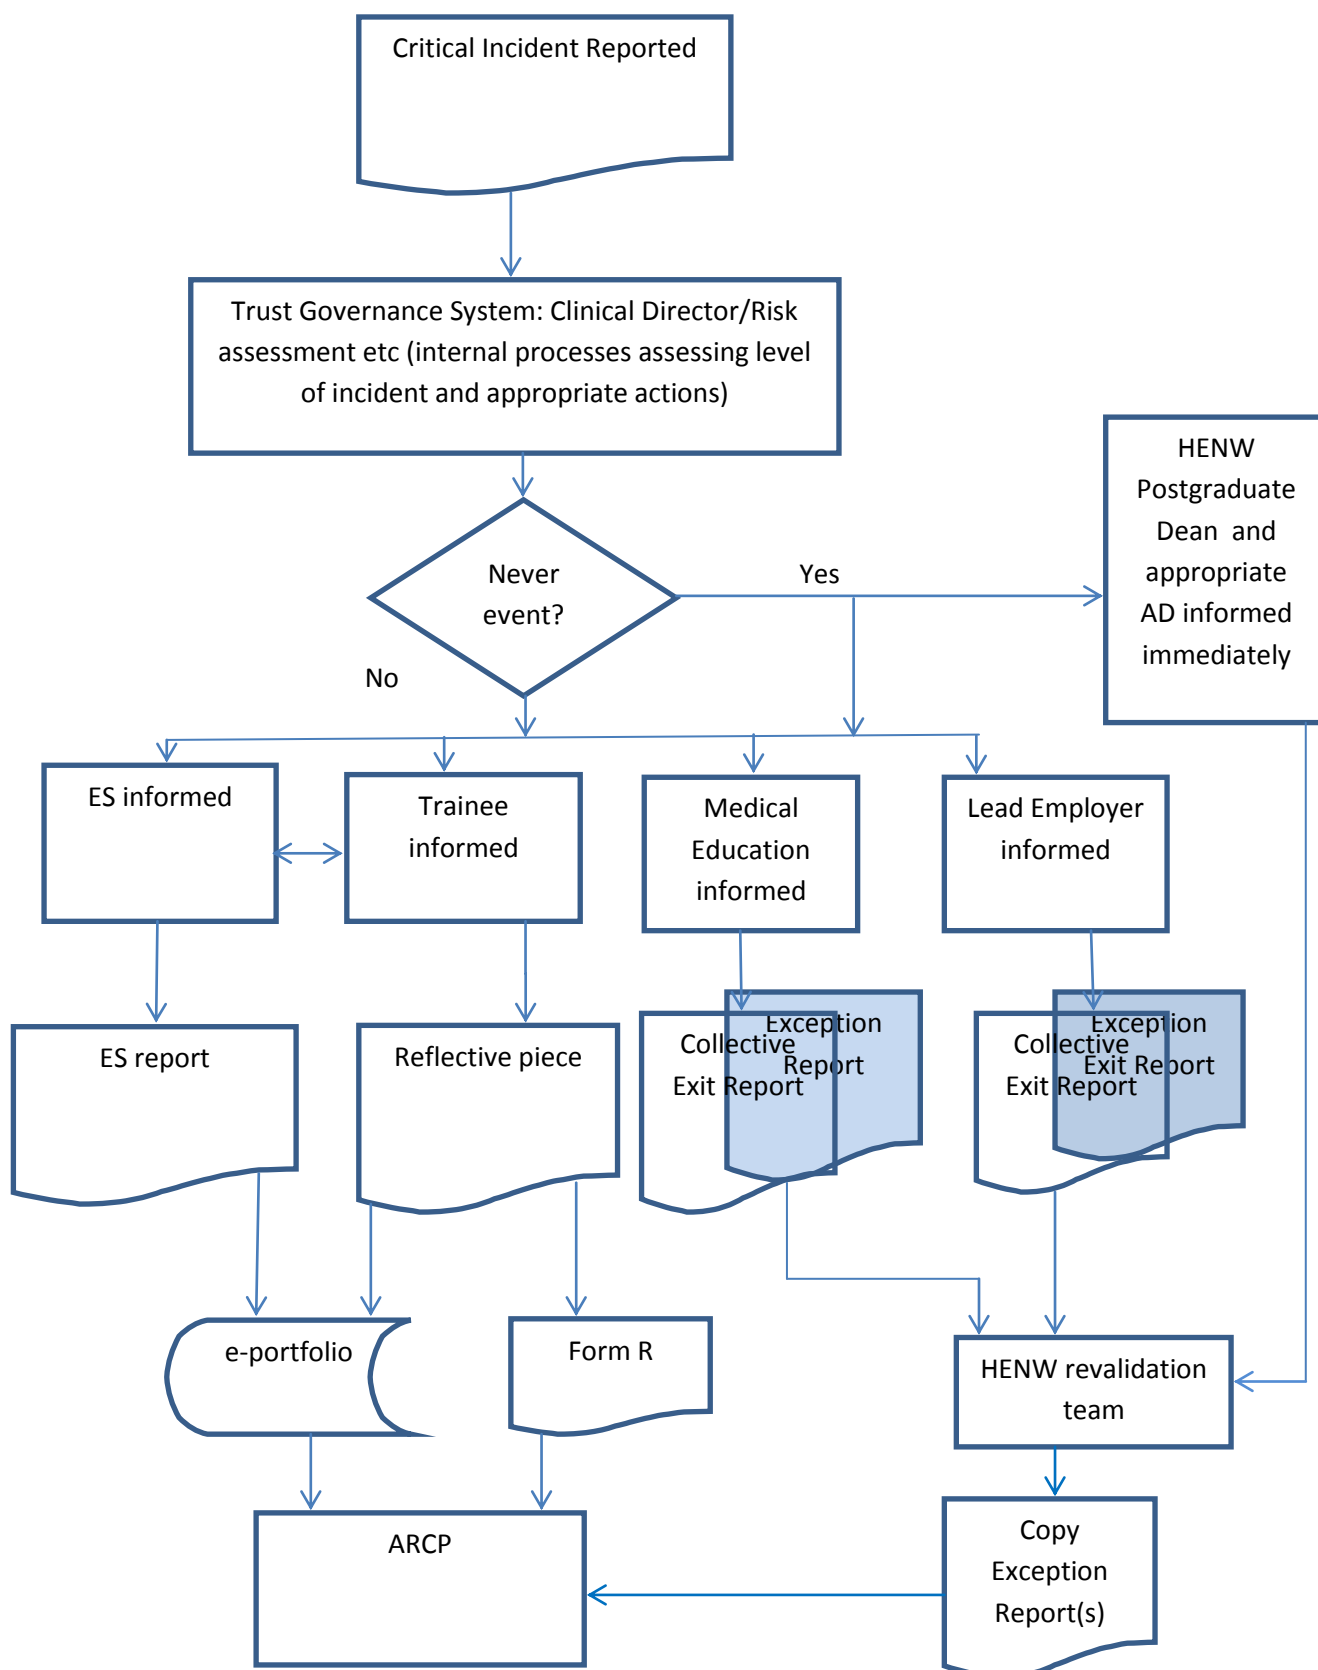 Critical Incident Reported
Trust Governance System: Clinical Director/Risk
assessment etc (internal processes assessing level
of incident and appropriate actions)
HENW
Postgraduate
Dean and
appropriate
AD informed
immediately
Never
event?
Yes
No
ES informed
Trainee
informed
Medical
Education
informed
Lead Employer
informed
ES report
Reflective piece
Collective
Exit Report
Exception
Report
Collective
Exit Report
Exception
Exit Report
e-portfolio
Form R
HENW revalidation
team
ARCP
Copy
Exception
Report(s)